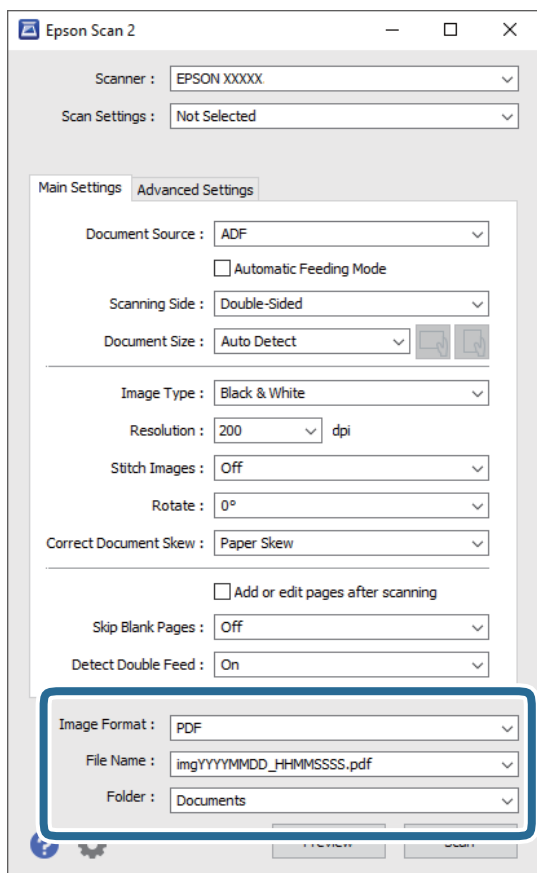 Epson Scan 2
Scanner : EPSON XXXXX
Scan Settings : Not Selected
Main Settings Advanced Settings
Document Source : ADF
Automatic Feeding Mode
Scanning Side : Double-Sided
Document Size : Auto Detect
Image Type : Black & White
Resolution : 200 dpi
Stitch Images : Off
Rotate : 0°
Correct Document Skew : Paper Skew
Add or edit pages after scanning
Skip Blank Pages : Off
Detect Double Feed : On
Image Format : PDF
File Name : imgYYYYMMDD_HHMMSSSS.pdf
Folder : Documents
? Preview Scan